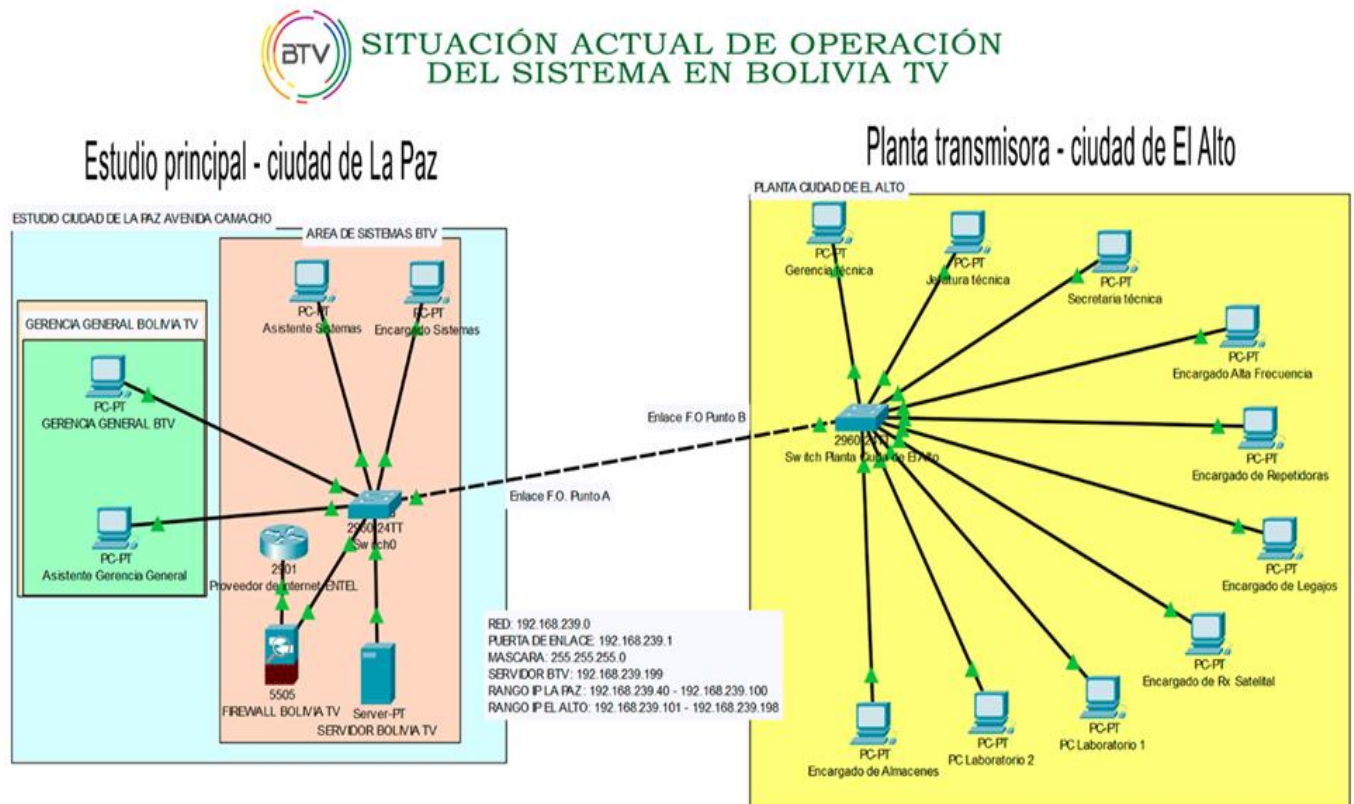 BTV
SITUACIÓN ACTUAL DE OPERACIÓN
DEL SISTEMA EN BOLIVIA TV
Estudio principal - ciudad de La Paz
Planta transmisora - ciudad de El Alto
ESTUDIO CIUDAD DE LA PAZ AVENIDA CAMACHO
AREA DE SISTEMAS BTV
PC-PT
Asistente Sistemas
PC-PT
Encargado Sistemas
GERENCIA GENERAL BOLIVIA TV
PC-PT
GERENCIA GENERAL BTV
PC-PT
Asistente Gerencia General
2960 24TT
Switch0
2901
Proveedor de internet ENTEL
5505
FIREWALL BOLIVIA TV
Server-PT
SERVIDOR BOLIVIA TV
Enlace F.O. Punto A
Enlace F.O Punto B
RED: 192.168.239.0
PUERTA DE ENLACE: 192.168.239.1
MASCARA: 255.255.255.0
SERVIDOR BTV: 192.168.239.199
RANGO IP LA PAZ: 192.168.239.40 - 192.168.239.100
RANGO IP EL ALTO: 192.168.239.101 - 192.168.239.198
PLANTA CIUDAD DE EL ALTO
PC-PT
Gerencia técnica
PC-PT
Jefatura técnica
PC-PT
Secretaria técnica
PC-PT
Encargado Alta Frecuencia
2960 24TT
Switch Planta Ciuda de El Alto
PC-PT
Encargado de Repetidoras
PC-PT
Encargado de Legajos
PC-PT
Encargado de Rx Satelital
PC-PT
PC Laboratorio 1
PC-PT
PC Laboratorio 2
PC-PT
Encargado de Almacenes